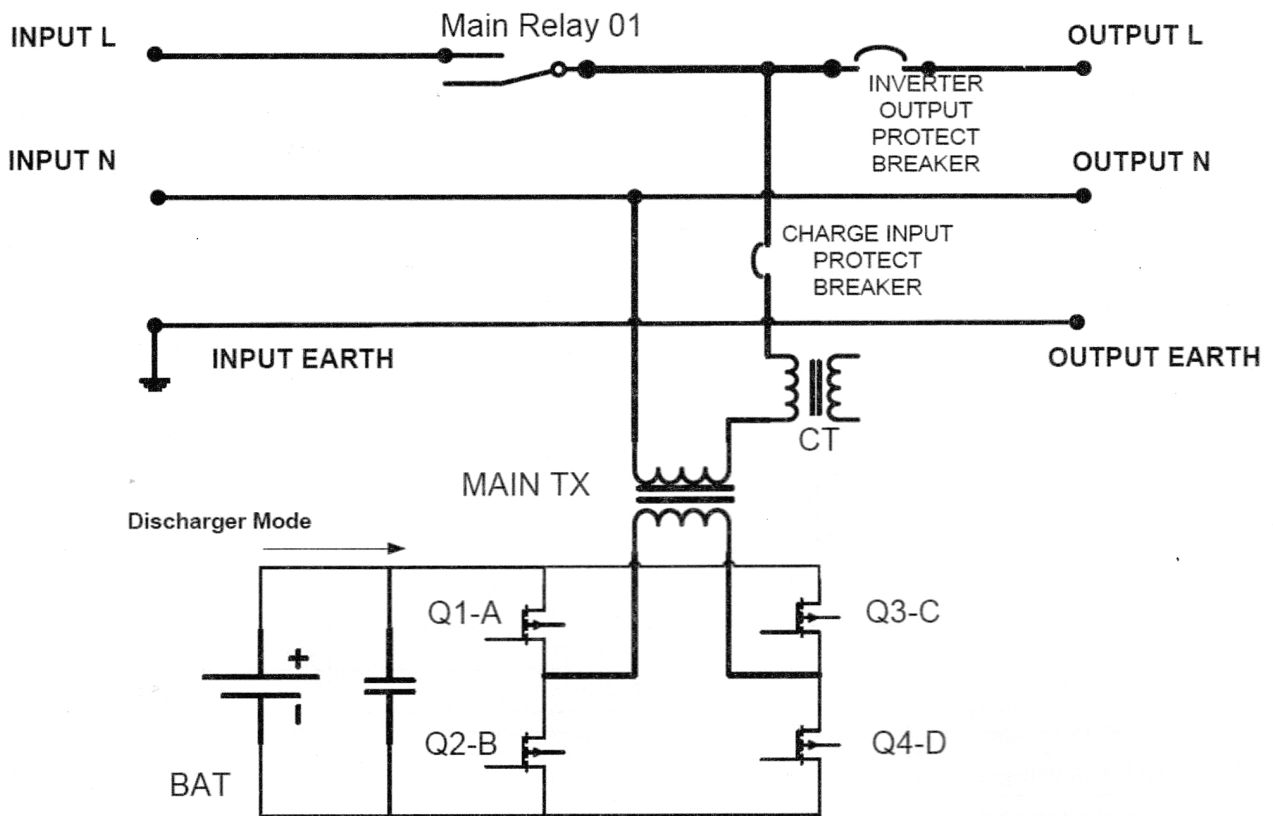 Main Relay 01
INPUT L
OUTPUT L
INVERTER
OUTPUT
PROTECT
BREAKER
INPUT N
OUTPUT N
CHARGE INPUT
PROTECT
BREAKER
INPUT EARTH
OUTPUT EARTH
CT
MAIN TX
Discharger Mode
Q1-A
Q3-C
+
Q2-B
Q4-D
–
BAT